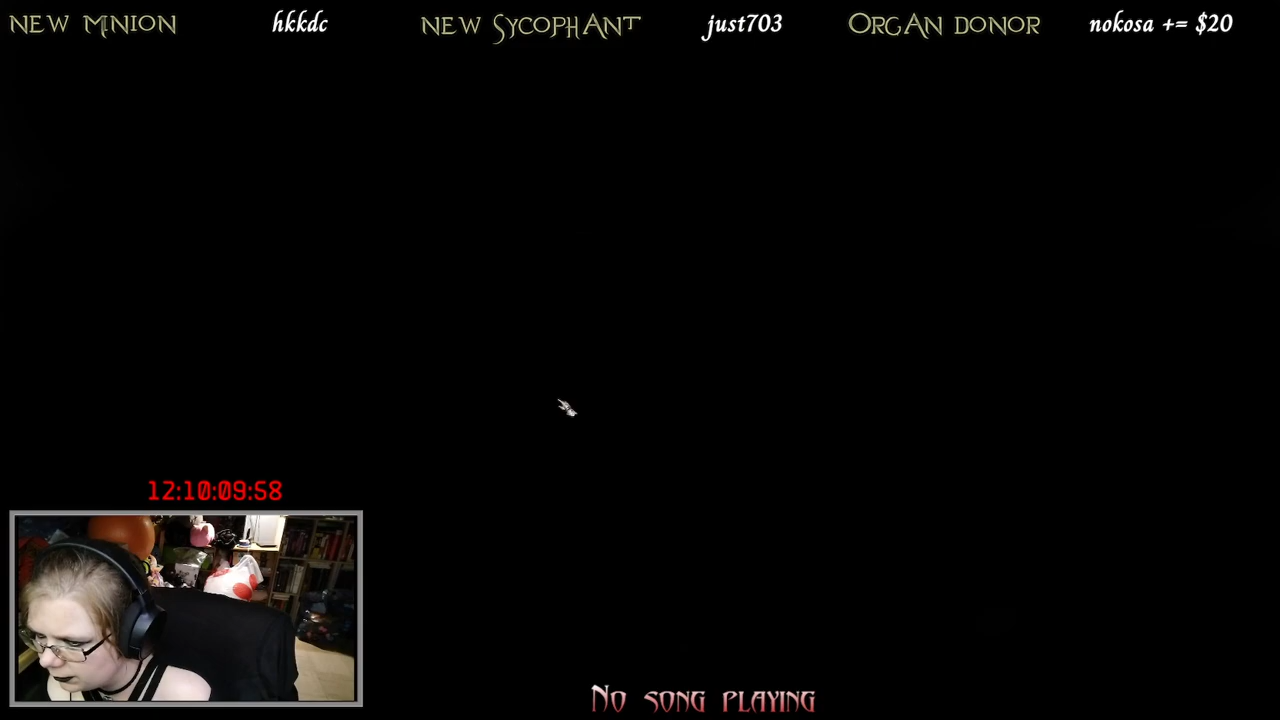 NEW MINION hkkdc NEW SYCOPHANT just703 ORGAN DONOR nokosa += $20
12:10:09:58
No song playing